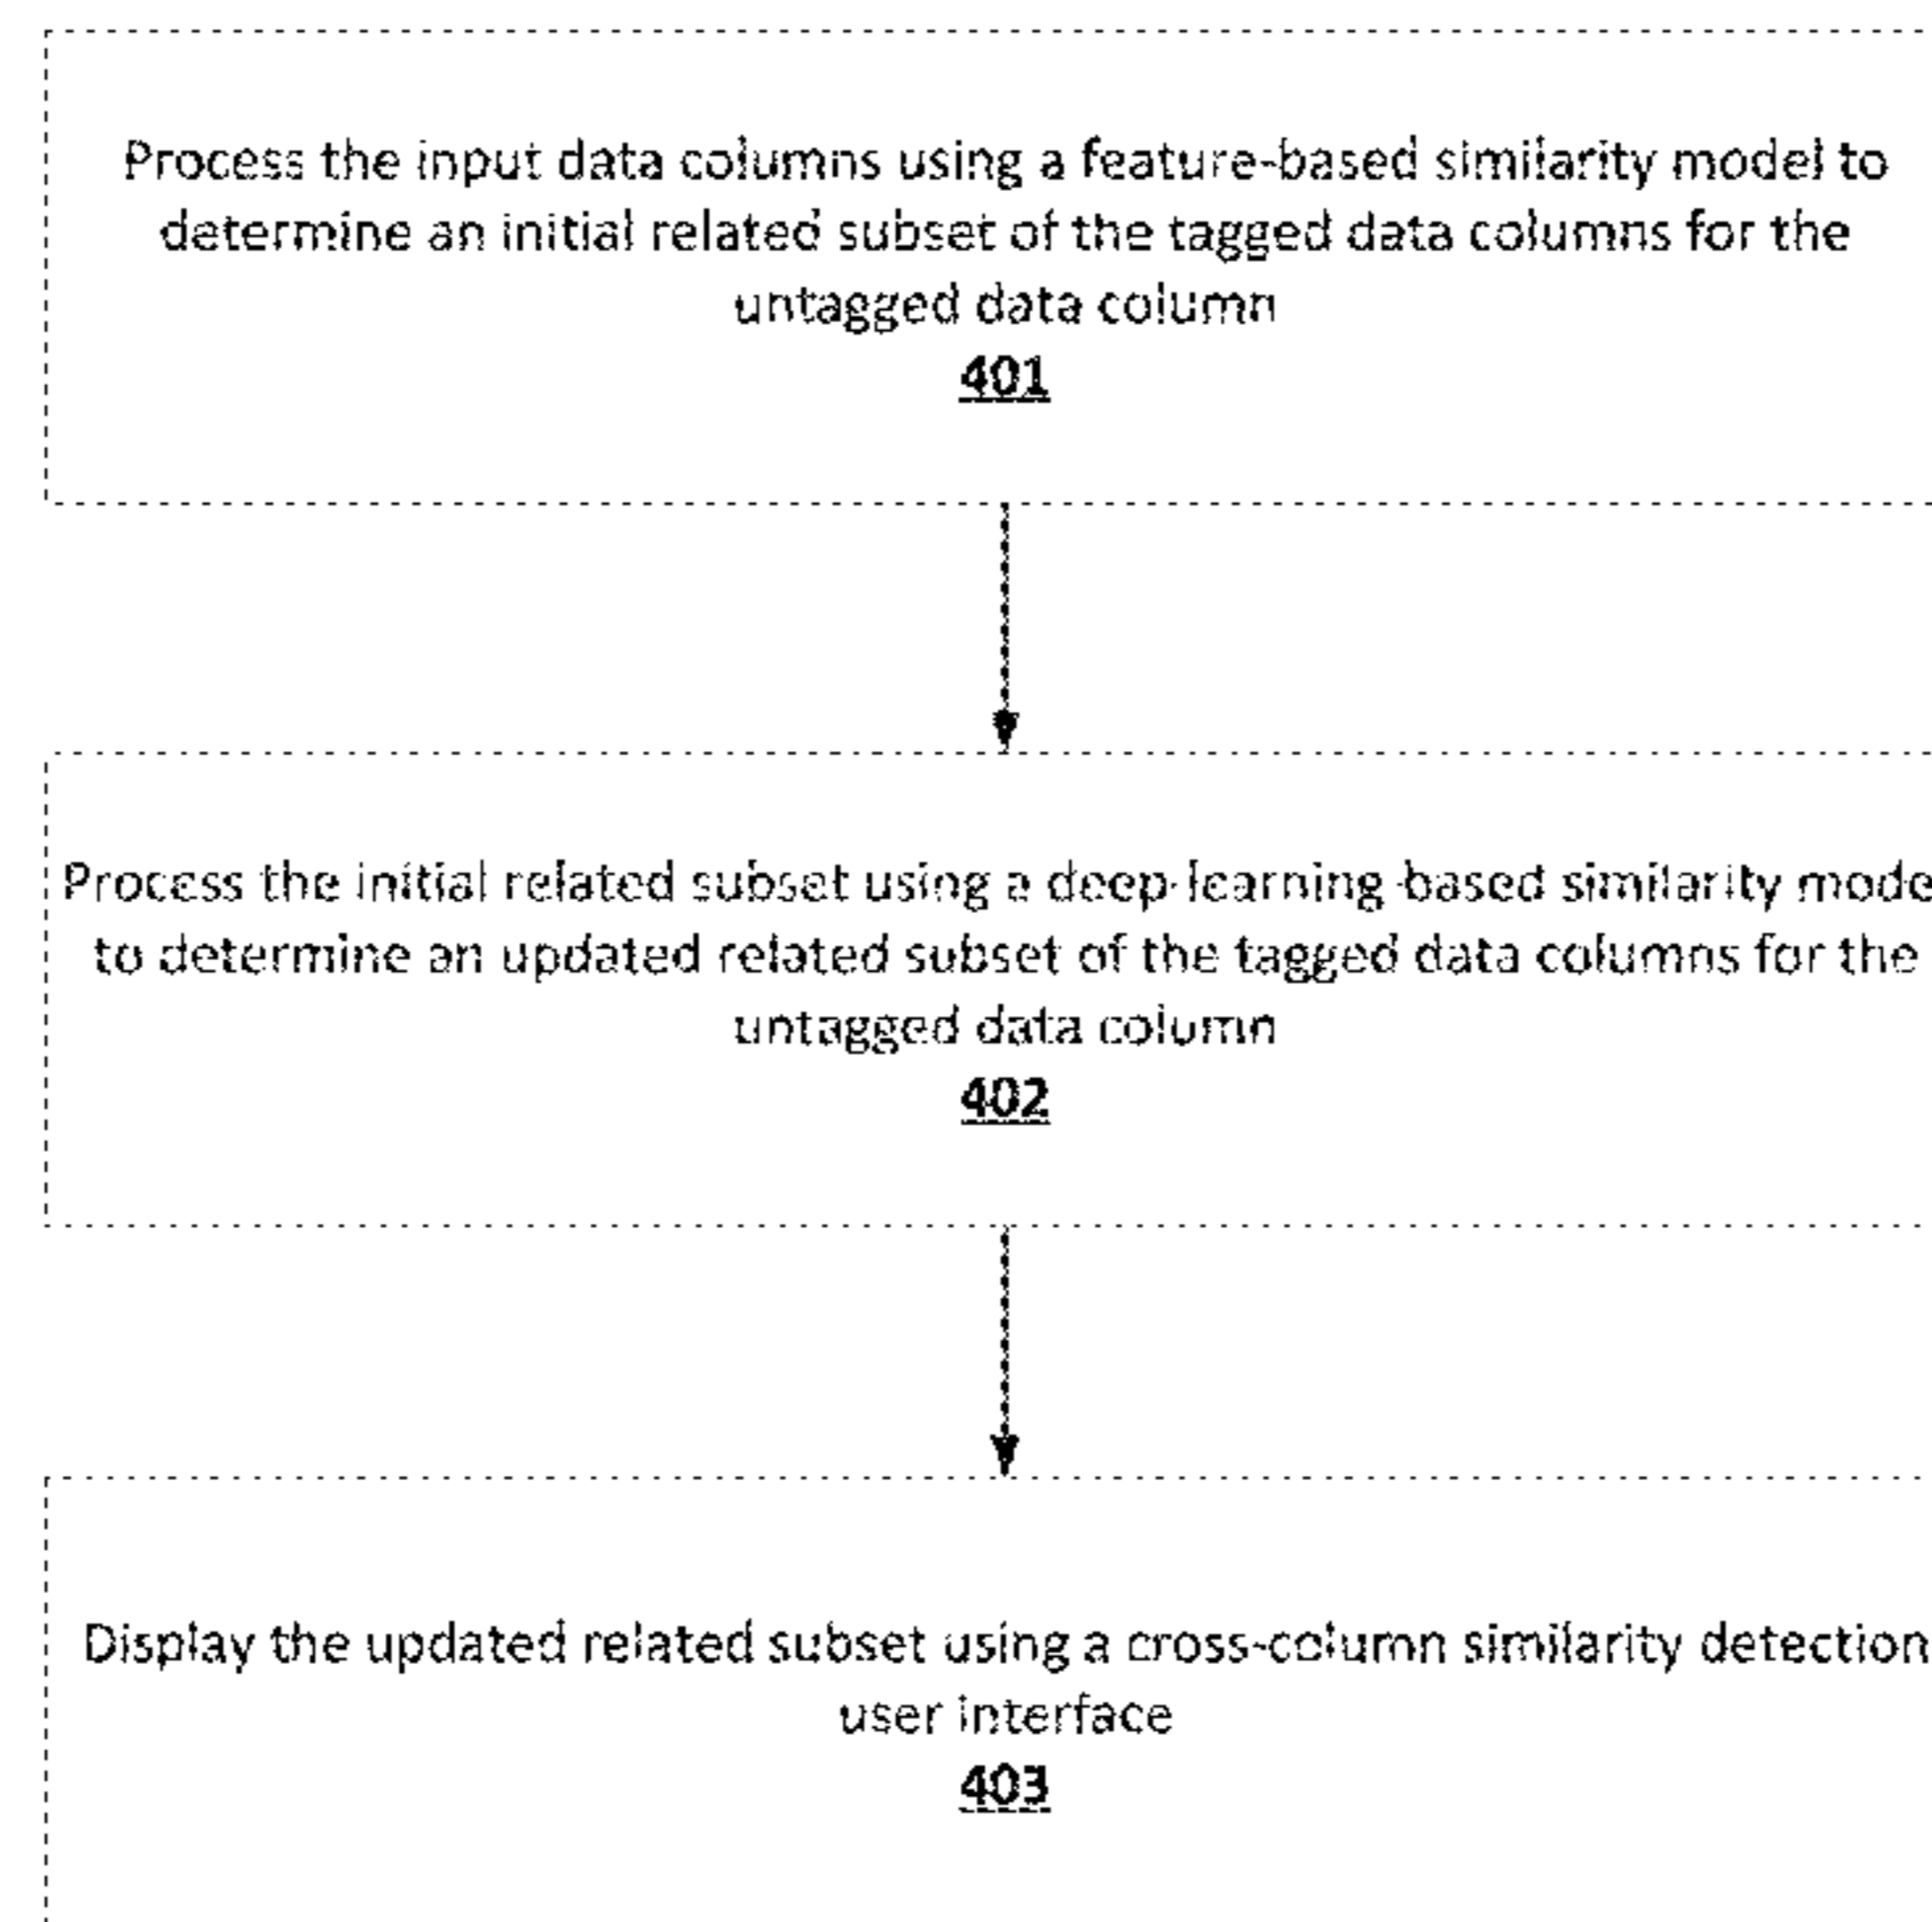 Process the input data columns using a feature-based similarity model to
determine an initial related subset of the tagged data columns for the
untagged data column
401
Process the initial related subset using a deep-learning-based similarity mode
to determine an updated related subset of the tagged data columns for the
untagged data column
402
Display the updated related subset using a cross-column similarity detection
user interface
403